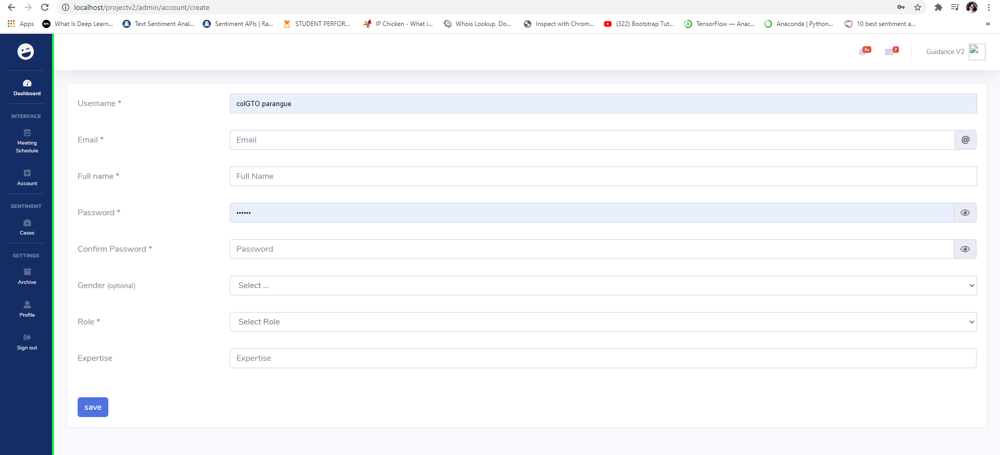 localhost/projectv2/admin/account/create
Apps What Is Deep Learn... Text Sentiment Anal... Sentiment APIs | Ra... STUDENT PERFOR... IP Chicken - What i... Whois Lookup, Do... Inspect with Chrom... (322) Bootstrap Tut... TensorFlow — Anac... Anaconda | Python... 10 best sentiment a... »
3+ 7 Guidance V2
Dashboard
INTERFACE
Meeting
Schedule
Account
SENTIMENT
Cases
SETTINGS
Archive
Profile
Sign out
Username * colGTO.parangue
Email * Email @
Full name * Full Name
Password * ••••••
Confirm Password * Password
Gender (optional) Select ...
Role * Select Role
Expertise Expertise
save